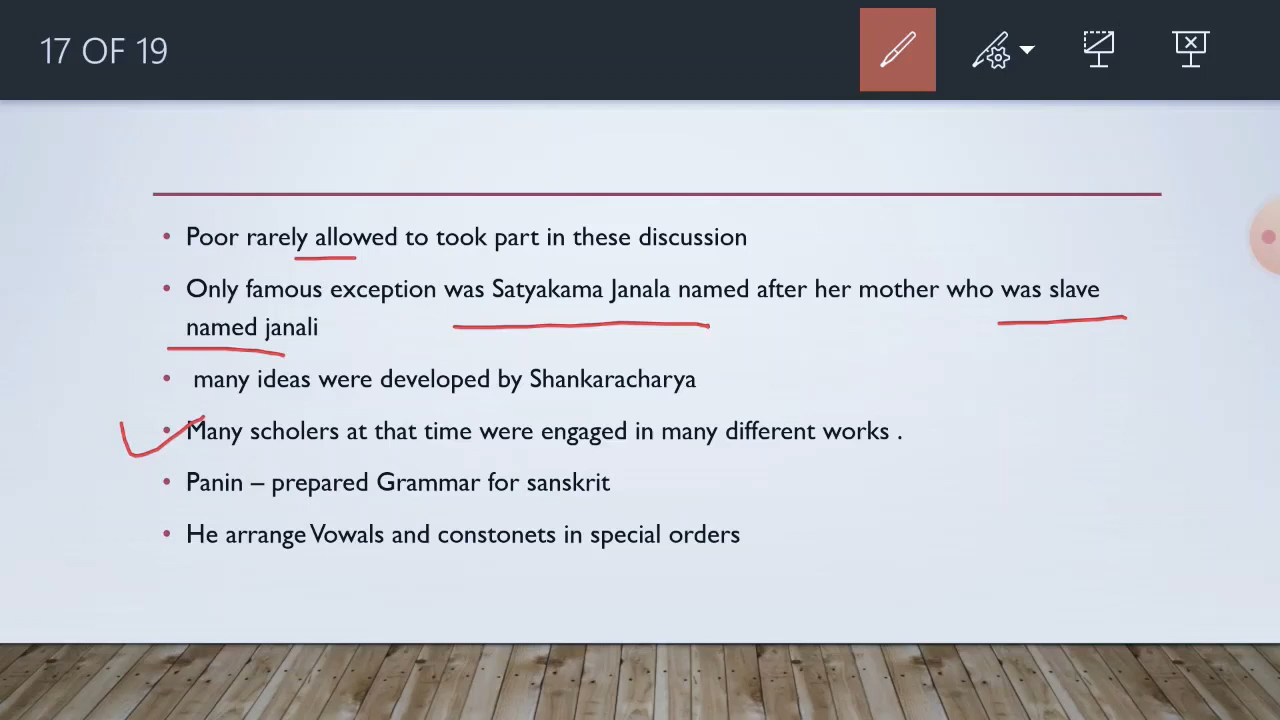 17 OF 19
Poor rarely allowed to took part in these discussion
Only famous exception was Satyakama Janala named after her mother who was slave
named janali
many ideas were developed by Shankaracharya
Many scholers at that time were engaged in many different works .
Panin – prepared Grammar for sanskrit
He arrange Vowals and constonets in special orders